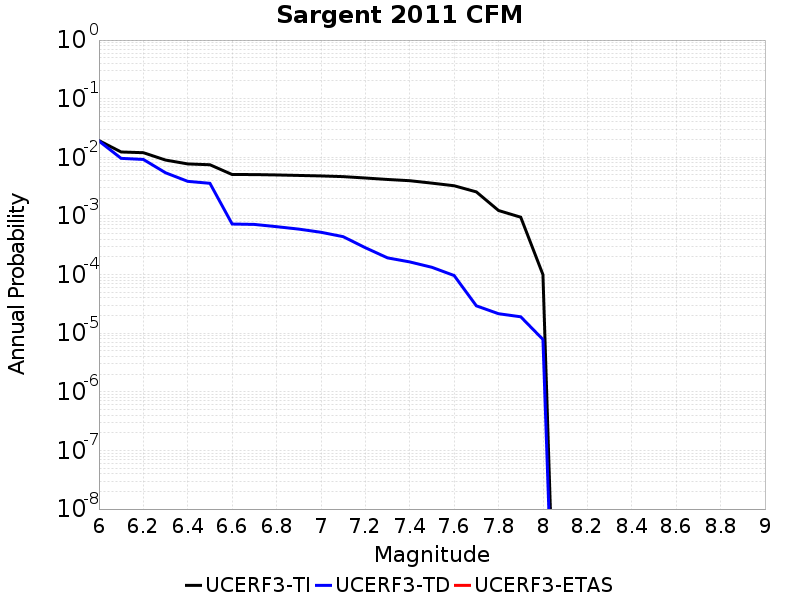 Sargent 2011 CFM
10^0
10^-1
10^-2
10^-3
10^-4
10^-5
10^-6
10^-7
10^-8
Annual Probability
6 6.2 6.4 6.6 6.8 7 7.2 7.4 7.6 7.8 8 8.2 8.4 8.6 8.8 9
Magnitude
UCERF3-TI UCERF3-TD UCERF3-ETAS